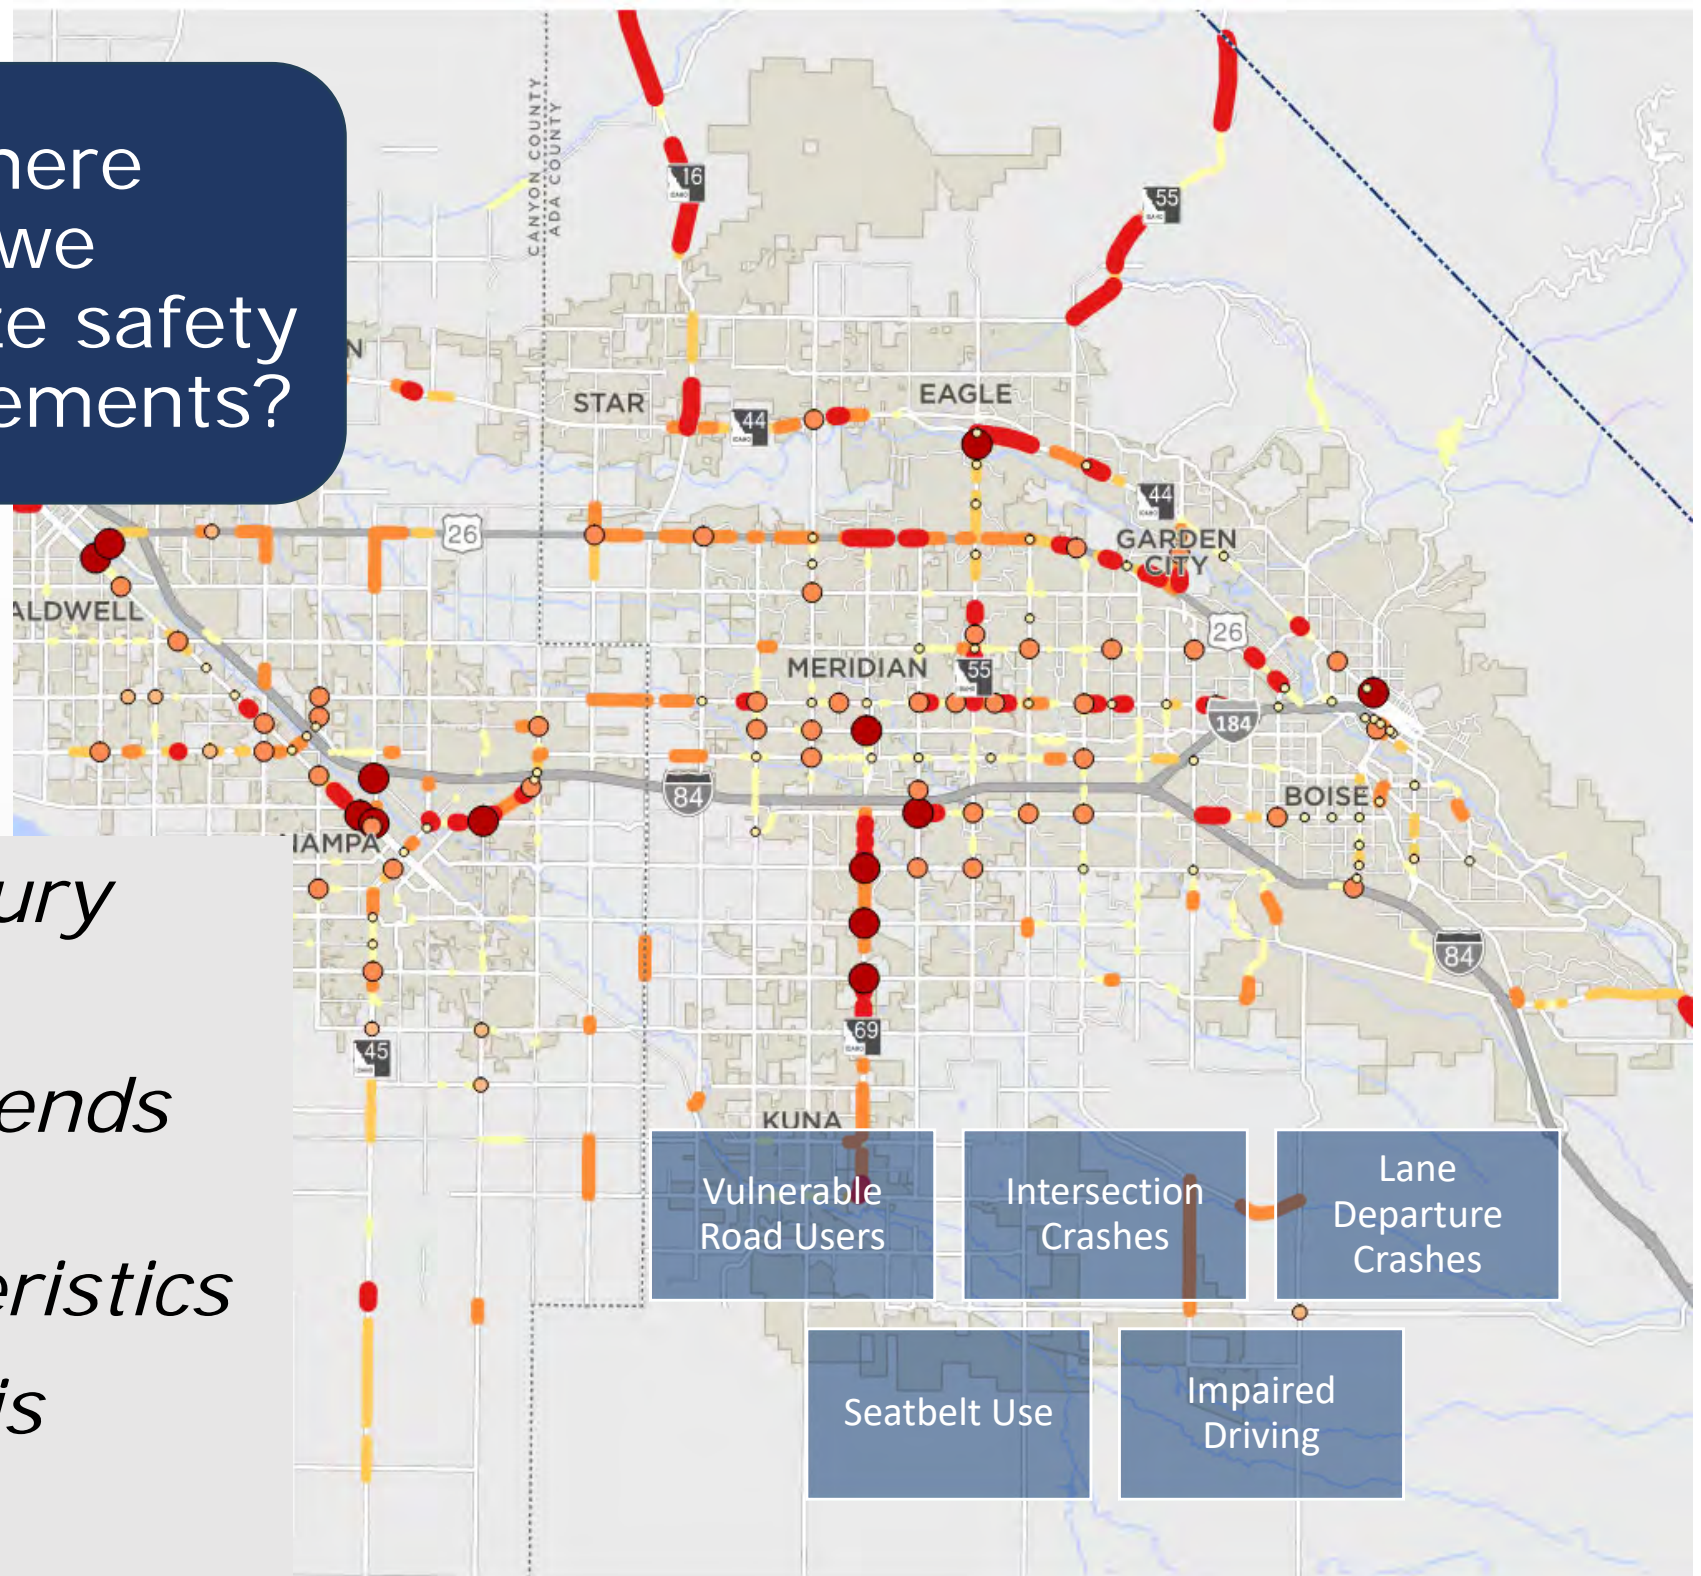 here
we
te safety
ements?
ury
ends
eristics
is
CANYON COUNTY
ADA COUNTY
16
55
N
STAR
44
EAGLE
44
26
GARDEN
CITY
ALDWELL
26
MERIDIAN
55
184
84
BOISE
NAMPA
84
69
45
KUNA
Vulnerable
Road Users
Intersection
Crashes
Lane
Departure
Crashes
Seatbelt Use
Impaired
Driving